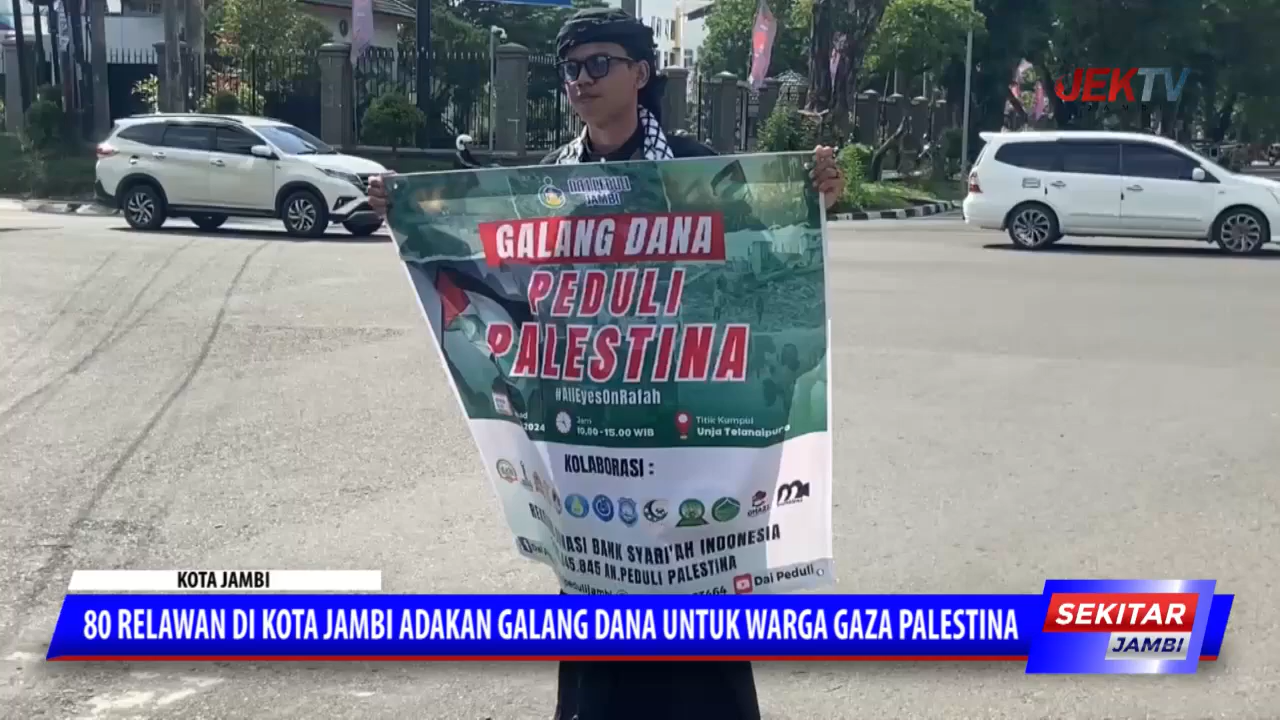 JEKTV
DAI PEDULI
JAMBI
GALANG DANA
PEDULI
PALESTINA
#AllEyesOnRafah
2024
Jam
10.00-15.00 WIB
Titik Kumpul
Unja Telanaipura
KOLABORASI :
BANK SYARI'AH INDONESIA
AN.PEDULI PALESTINA
Dai Peduli
KOTA JAMBI
80 RELAWAN DI KOTA JAMBI ADAKAN GALANG DANA UNTUK WARGA GAZA PALESTINA
SEKITAR
JAMBI